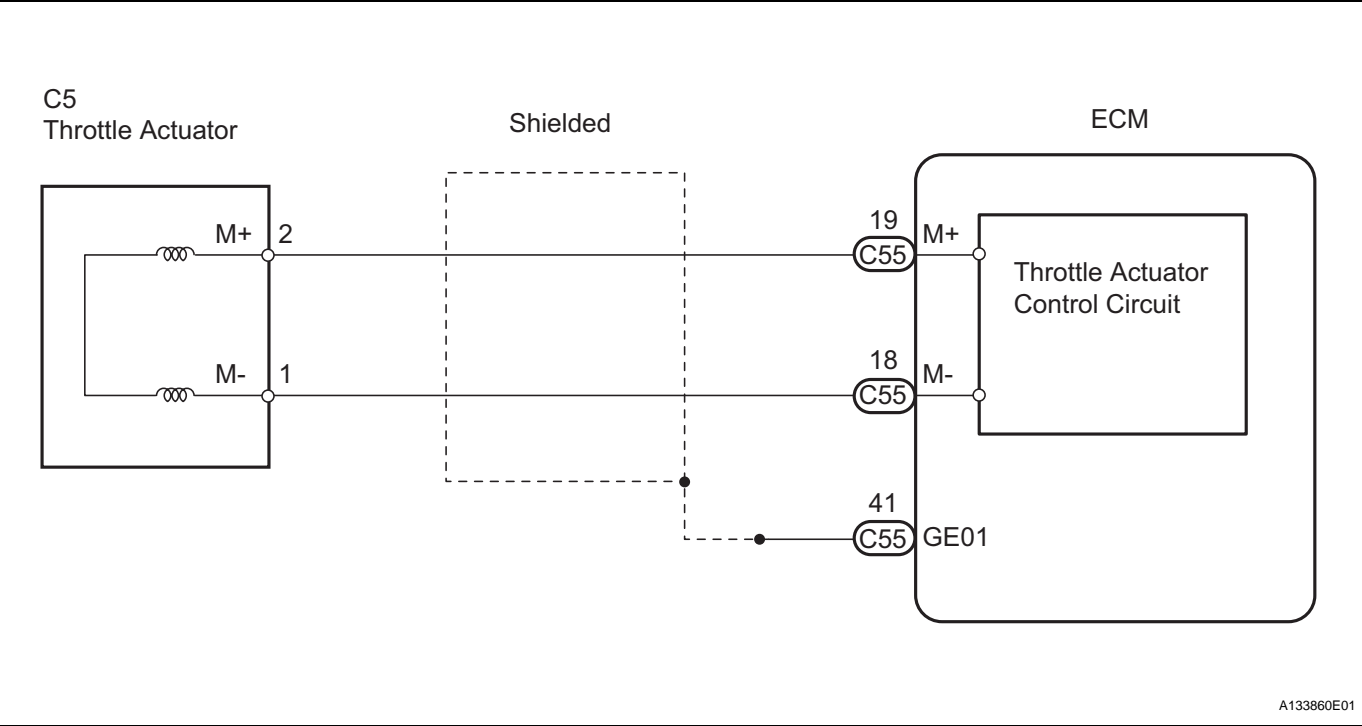 C5
Throttle Actuator
Shielded
ECM
M+ 2
19
C55
M+
Throttle Actuator
Control Circuit
M- 1
18
C55
M-
41
C55
GE01
A133860E01